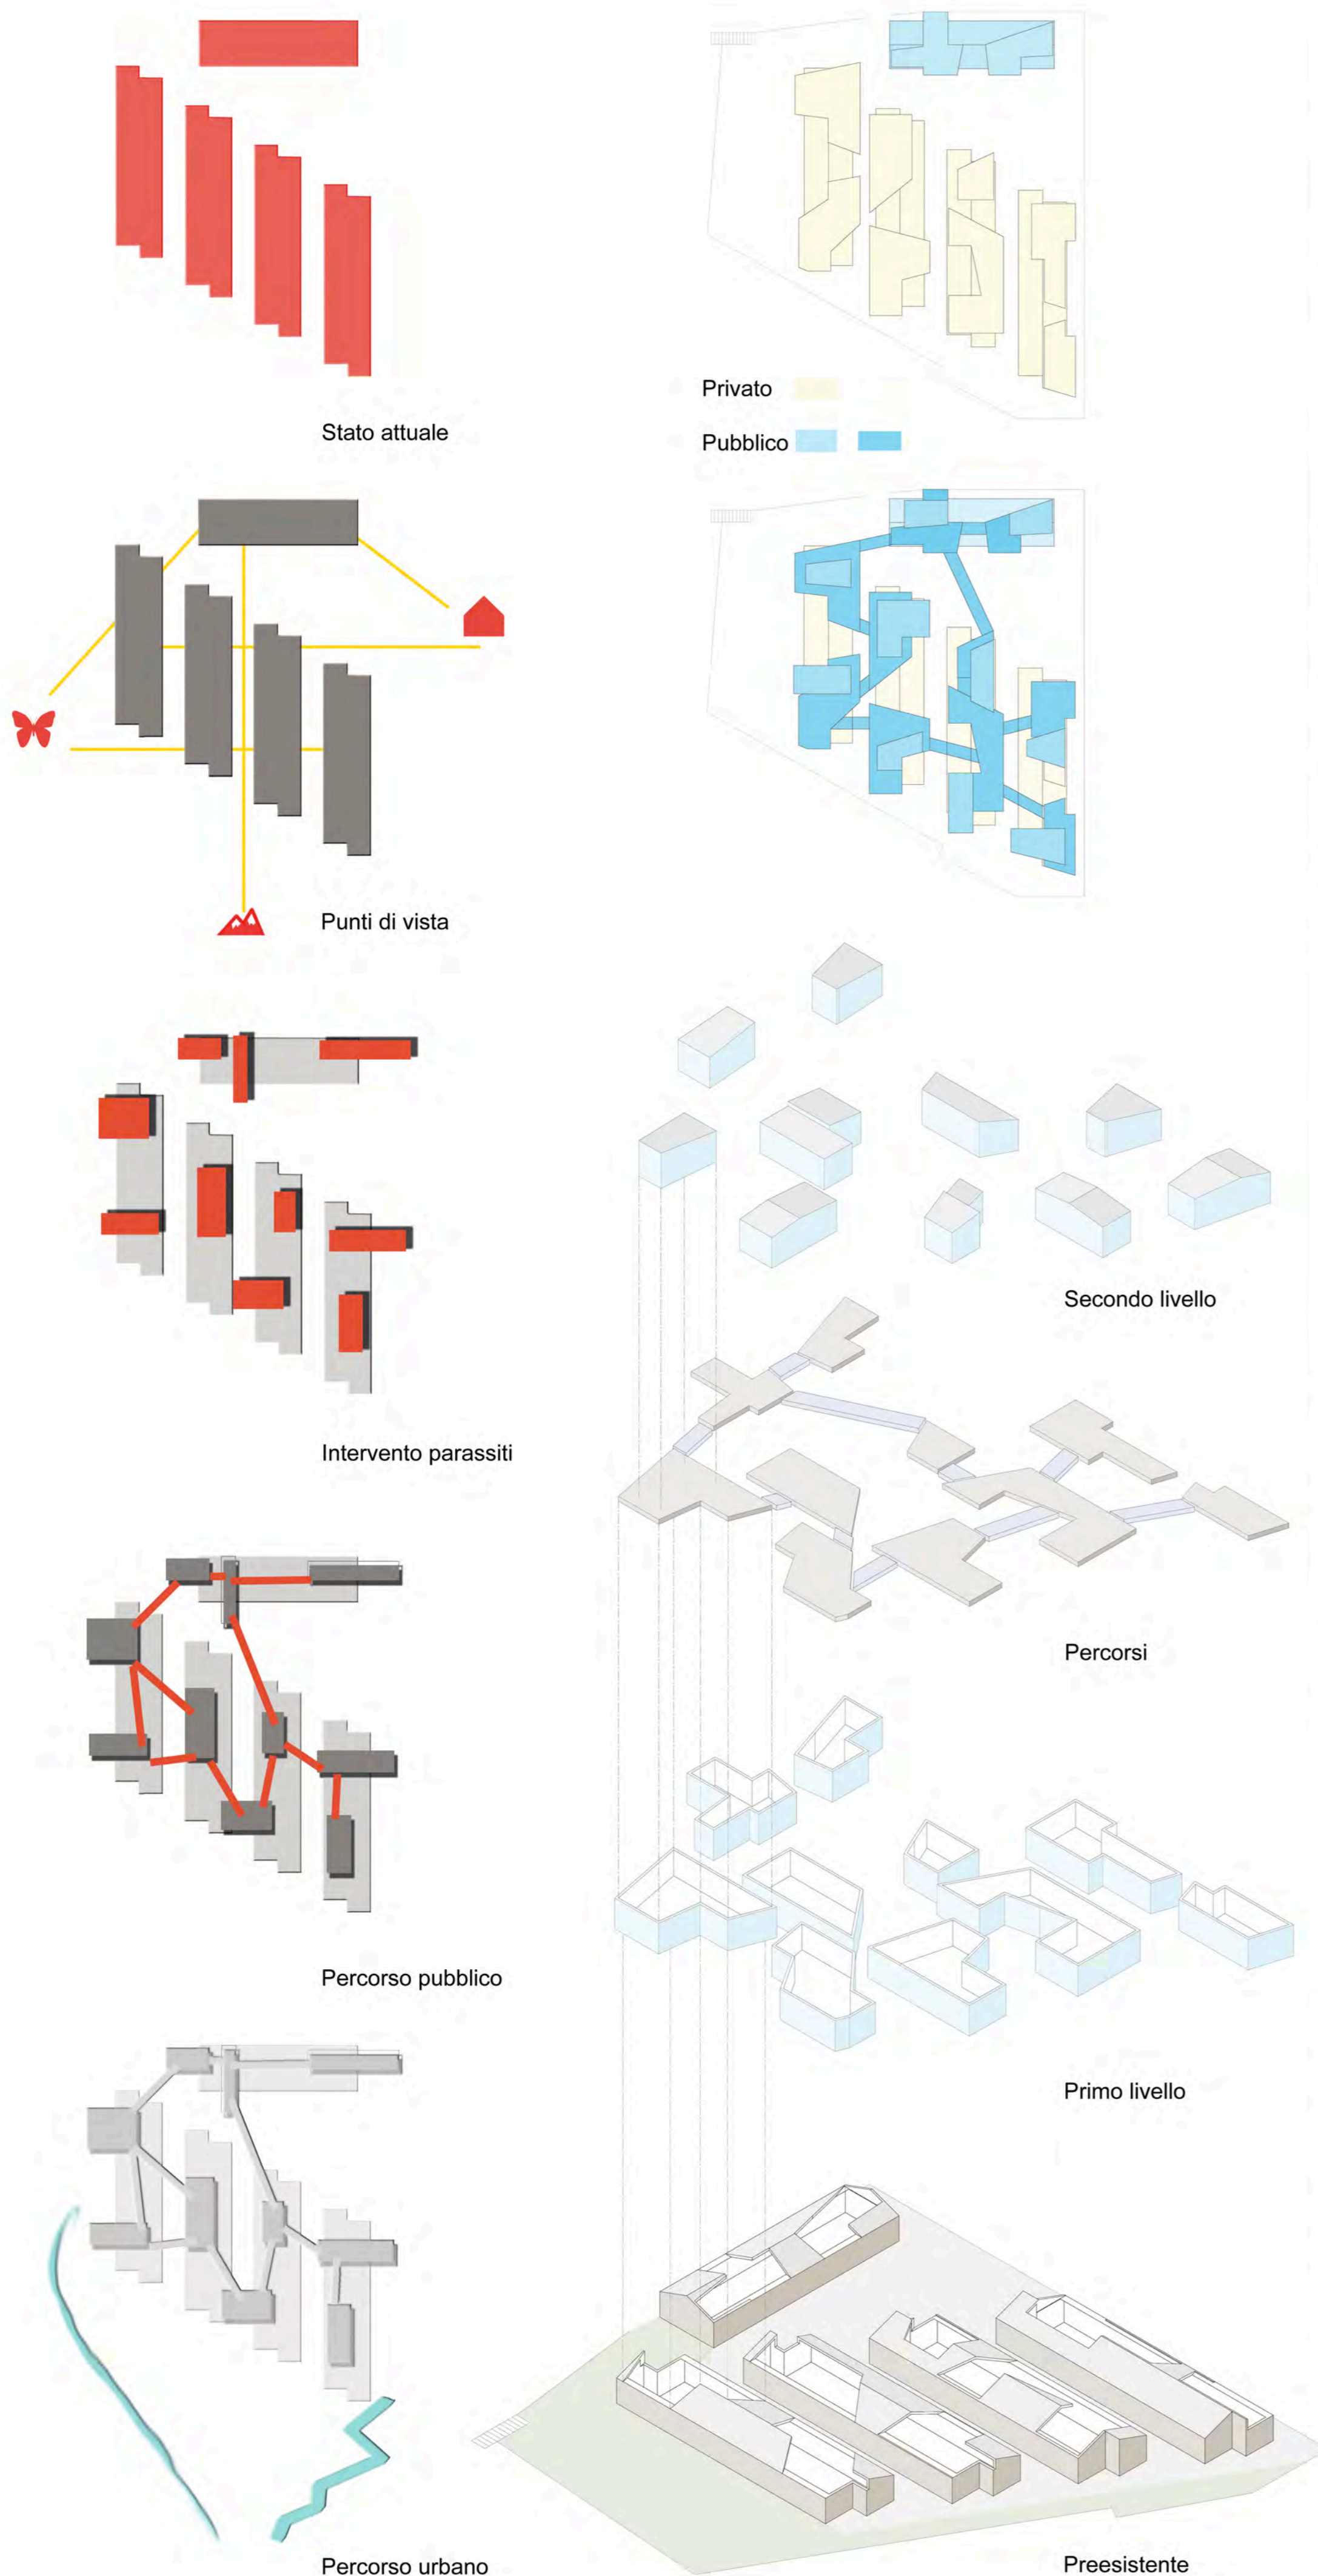 Stato attuale
Privato
Pubblico
Punti di vista
Secondo livello
Intervento parassiti
Percorsi
Percorso pubblico
Primo livello
Percorso urbano
Preesistente